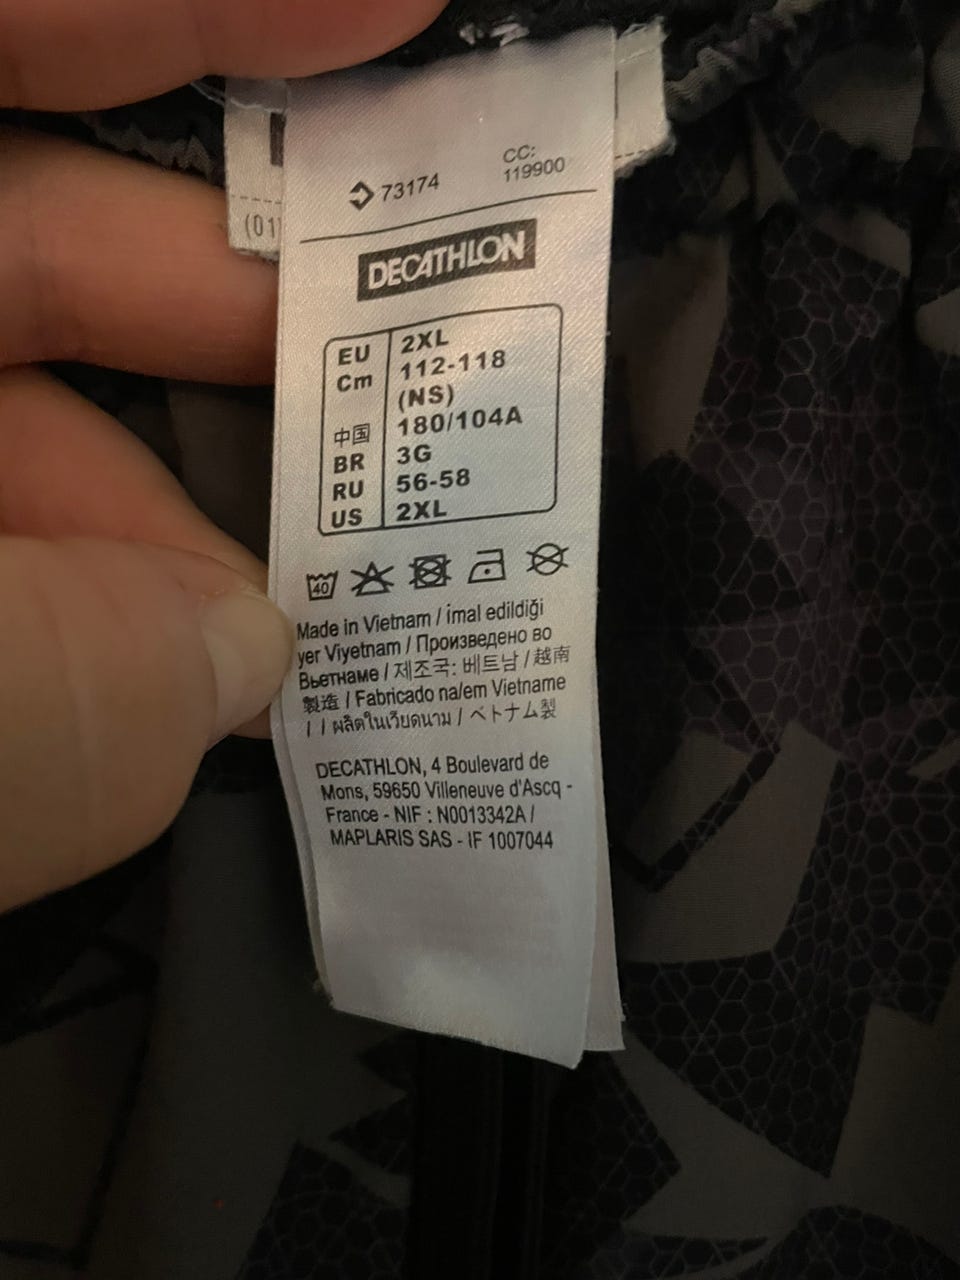 73174
CC:
119900
(01
DECATHLON
EU 2XL
Cm 112-118
(NS)
中国 180/104A
BR 3G
RU 56-58
US 2XL
40
Made in Vietnam / imal edildiği
yer Viyetnam / Произведено во
Вьетнаме / 제조국: 베트남 / 越南
製造 / Fabricado na/em Vietname
/ / ผลิตในเวียดนาม / ベトナム製
DECATHLON, 4 Boulevard de
Mons, 59650 Villeneuve d'Ascq -
France - NIF : N0013342A /
MAPLARIS SAS - IF 1007044